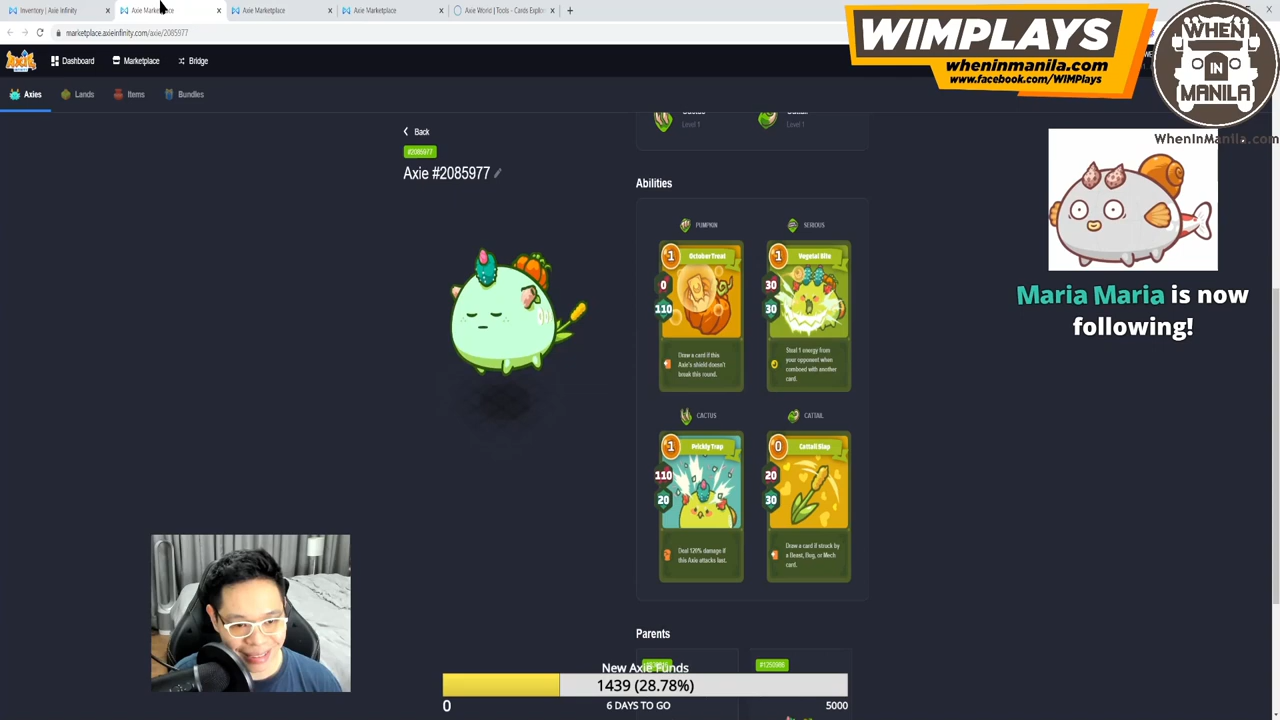 Inventory | Axie Infinity
Axie Marketplace
Axie Marketplace
Axie Marketplace
Axie World | Tools - Cards Explor
marketplace.axieinfinity.com/axie/2085977
Dashboard
Marketplace
Bridge
Axies
Lands
Items
Bundles
WIMPLAYS
wheninmanila.com
www.facebook.com/WIMPlays
WHEN
IN
MANILA
WhenInManila.com
Maria Maria is now
following!
Back
#2085977
Axie #2085977
Level 1
Level 1
Abilities
PUMPKIN
SERIOUS
1
October Treat
0
110
Draw a card if this
Axie's shield doesn't
break this round.
1
Vegetal Bite
30
30
Steal 1 energy from
your opponent when
comboed with another
card.
CACTUS
CATTAIL
1
Prickly Trap
110
20
Deal 120% damage if
this Axie attacks last.
0
Cattail Slap
20
30
Draw a card if struck by
a Beast, Bug, or Mech
card.
Parents
#1250986
New Axie Funds
1439 (28.78%)
0
6 DAYS TO GO
5000